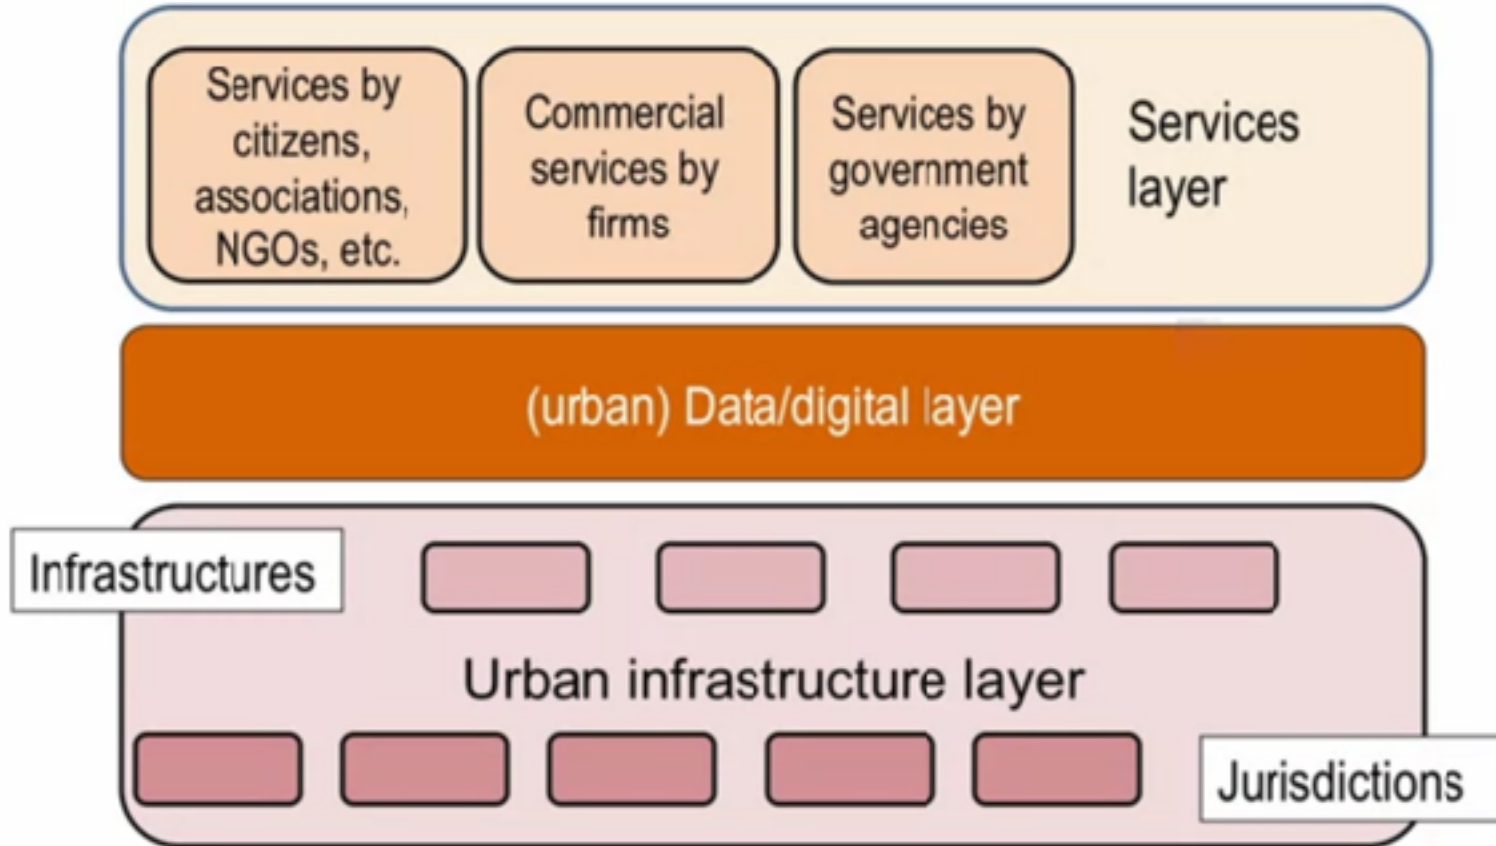 Services by
citizens,
associations,
NGOs, etc.
Commercial
services by
firms
Services by
government
agencies
Services
layer
(urban) Data/digital layer
Infrastructures
Urban infrastructure layer
Jurisdictions